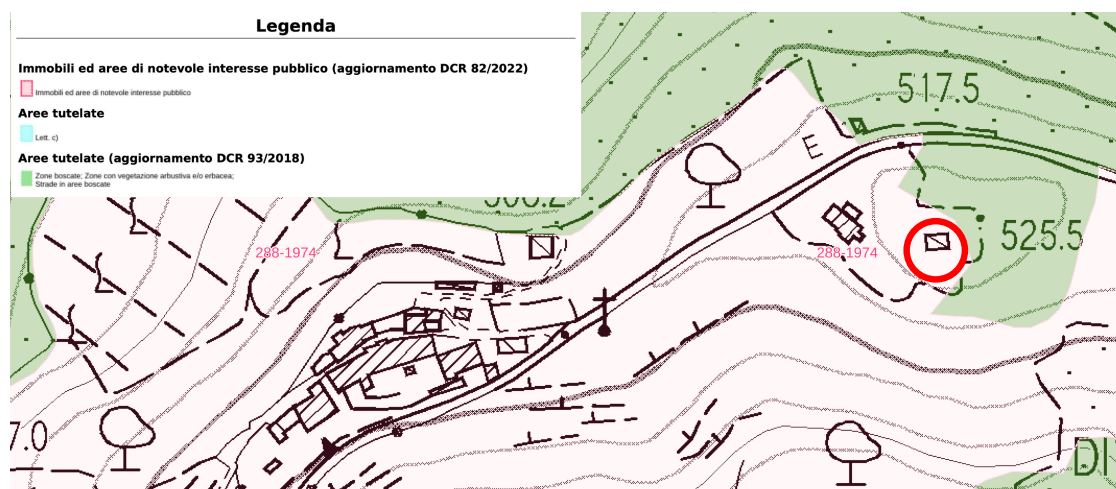 Legenda
Immobili ed aree di notevole interesse pubblico (aggiornamento DCR 82/2022)
Immobili ed aree di notevole interesse pubblico
Aree tutelate
Lett. c)
Aree tutelate (aggiornamento DCR 93/2018)
Zone boscate; Zone con vegetazione arbustiva e/o erbacea;
Strade in aree boscate
517.5
E
525.5
288-1974
288-1974
7.0